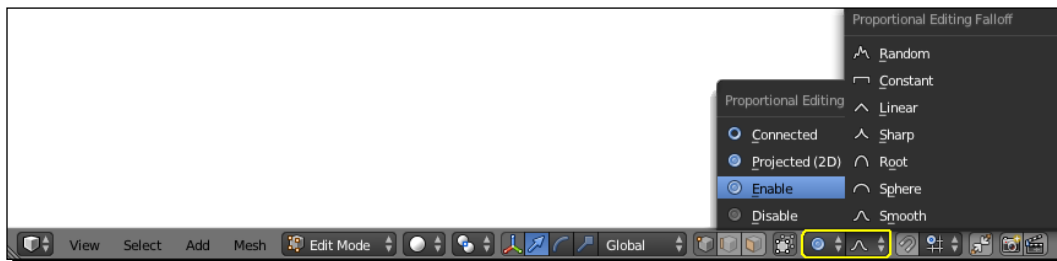 Proportional Editing Falloff
Random
Constant
Linear
Sharp
Root
Sphere
Smooth
Proportional Editing
Connected
Projected (2D)
Enable
Disable
View Select Add Mesh Edit Mode Global